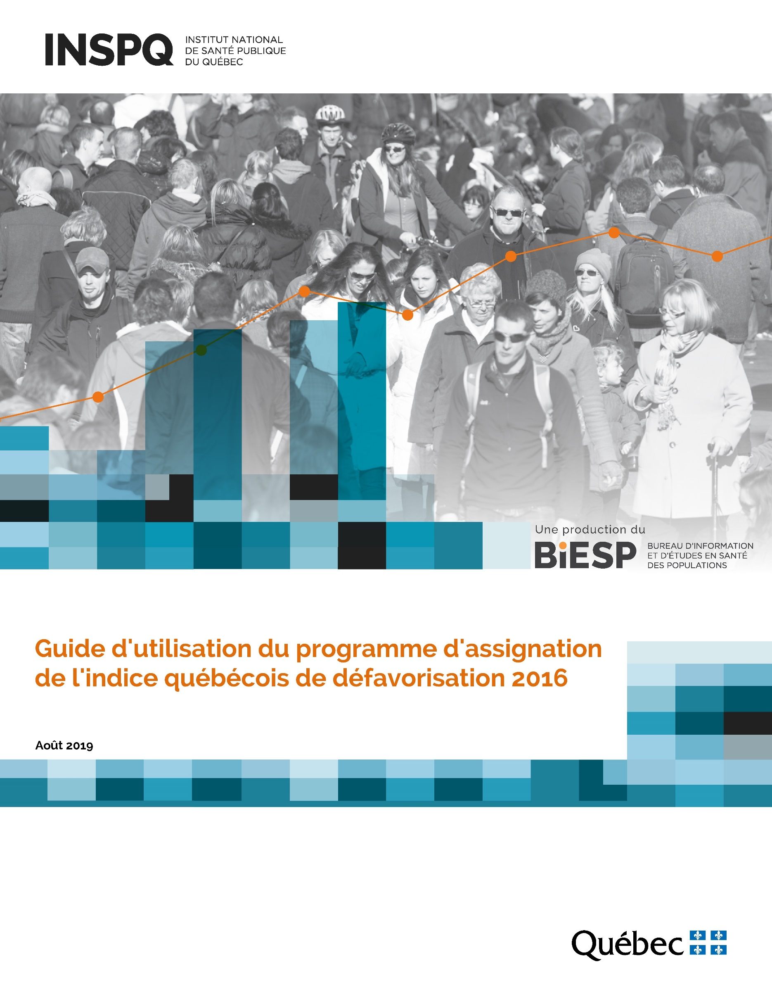 INSPQ
INSTITUT NATIONAL
DE SANTÉ PUBLIQUE
DU QUÉBEC
Une production du
BiESP
BUREAU D'INFORMATION
ET D'ÉTUDES EN SANTÉ
DES POPULATIONS
Guide d'utilisation du programme d'assignation
de l'indice québécois de défavorisation 2016
Août 2019
Québec